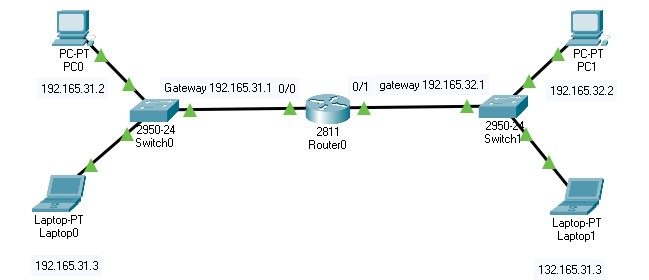 PC-PT
PC0
192.165.31.2
Gateway 192.165.31.1
0/0
0/1
gateway 192.165.32.1
PC-PT
PC1
192.165.32.2
2950-24
Switch0
2811
Router0
2950-24
Switch1
Laptop-PT
Laptop0
192.165.31.3
Laptop-PT
Laptop1
132.165.31.3